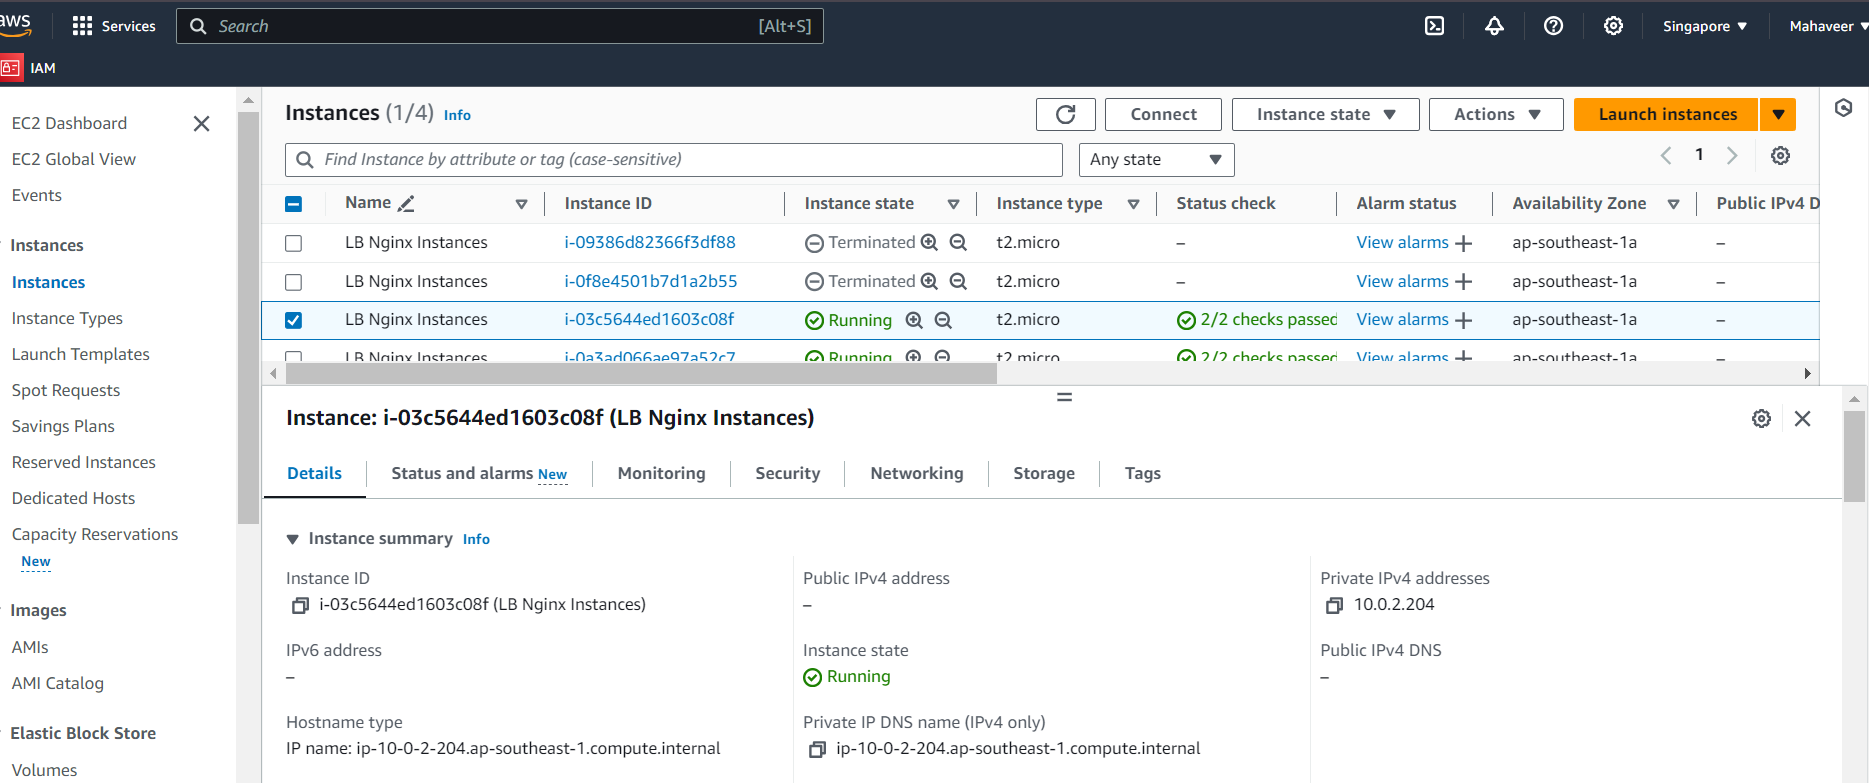 aws
Services
Search
[Alt+S]
Singapore
Mahaveer
IAM
EC2 Dashboard
EC2 Global View
Events
Instances
Instances
Instance Types
Launch Templates
Spot Requests
Savings Plans
Reserved Instances
Dedicated Hosts
Capacity Reservations
New
Images
AMIs
AMI Catalog
Elastic Block Store
Volumes
Instances (1/4) Info
Connect
Instance state
Actions
Launch instances
Find Instance by attribute or tag (case-sensitive)
Any state
1
Name Instance ID Instance state Instance type Status check Alarm status Availability Zone Public IPv4 D
LB Nginx Instances i-09386d82366f3df88 Terminated t2.micro – View alarms + ap-southeast-1a –
LB Nginx Instances i-0f8e4501b7d1a2b55 Terminated t2.micro – View alarms + ap-southeast-1a –
LB Nginx Instances i-03c5644ed1603c08f Running t2.micro 2/2 checks passed View alarms + ap-southeast-1a –
LB Nginx Instances i-0a3ad066ae97a52c7 Running t2.micro 2/2 checks passed View alarms + ap-southeast-1a –
Instance: i-03c5644ed1603c08f (LB Nginx Instances)
Details
Status and alarms New
Monitoring
Security
Networking
Storage
Tags
Instance summary Info
Instance ID
i-03c5644ed1603c08f (LB Nginx Instances)
Public IPv4 address
–
Private IPv4 addresses
10.0.2.204
IPv6 address
–
Instance state
Running
Public IPv4 DNS
–
Hostname type
IP name: ip-10-0-2-204.ap-southeast-1.compute.internal
Private IP DNS name (IPv4 only)
ip-10-0-2-204.ap-southeast-1.compute.internal